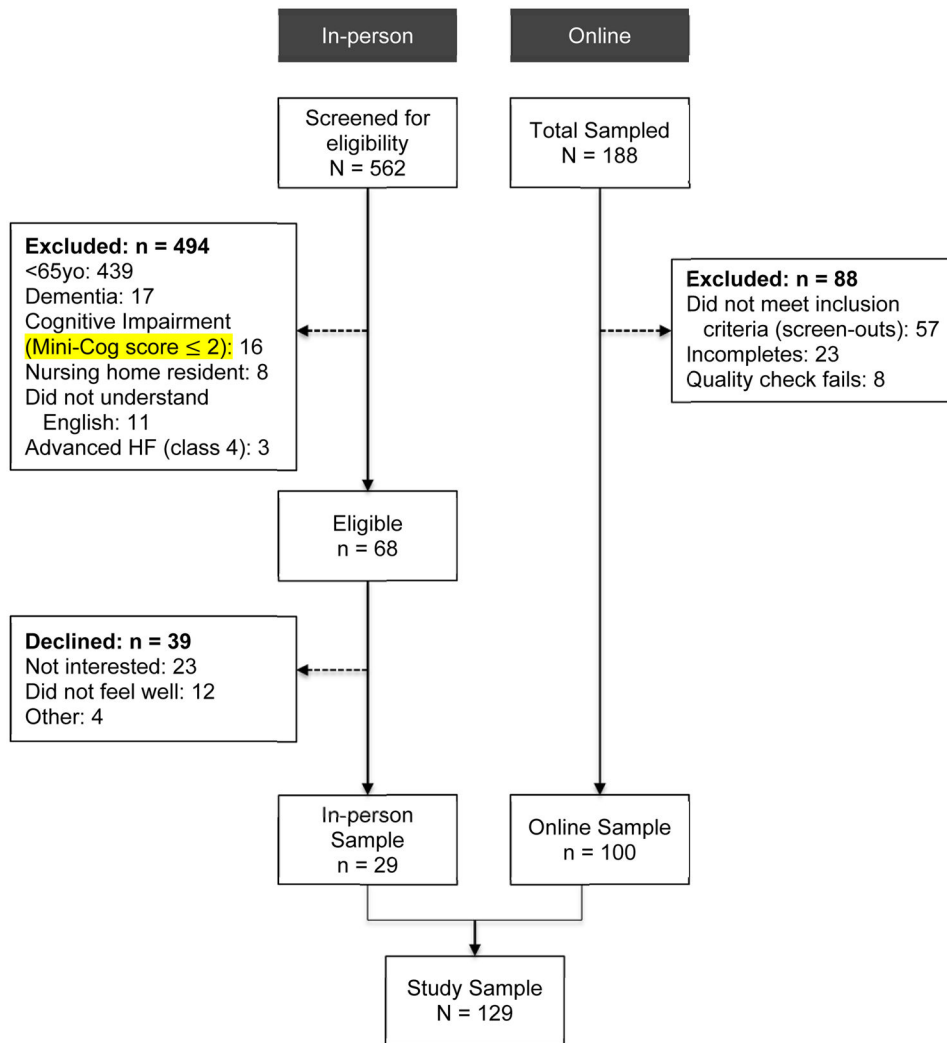 In-person
Online
Screened for
eligibility
N = 562
Total Sampled
N = 188
Excluded: n = 494
<65yo: 439
Dementia: 17
Cognitive Impairment
(Mini-Cog score ≤ 2): 16
Nursing home resident: 8
Did not understand
English: 11
Advanced HF (class 4): 3
Excluded: n = 88
Did not meet inclusion
criteria (screen-outs): 57
Incompletes: 23
Quality check fails: 8
Eligible
n = 68
Declined: n = 39
Not interested: 23
Did not feel well: 12
Other: 4
In-person
Sample
n = 29
Online Sample
n = 100
Study Sample
N = 129